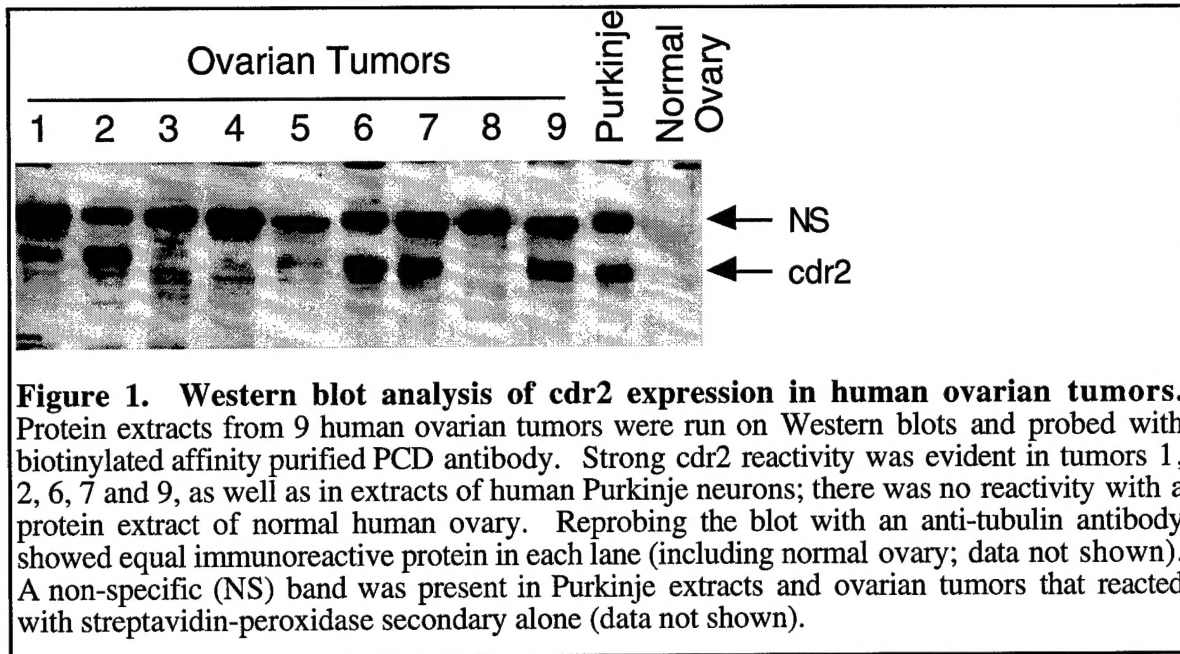 Ovarian Tumors
Purkinje
Normal
Ovary
1 2 3 4 5 6 7 8 9
NS
cdr2
Figure 1. Western blot analysis of cdr2 expression in human ovarian tumors.
Protein extracts from 9 human ovarian tumors were run on Western blots and probed with
biotinylated affinity purified PCD antibody. Strong cdr2 reactivity was evident in tumors 1,
2, 6, 7 and 9, as well as in extracts of human Purkinje neurons; there was no reactivity with a
protein extract of normal human ovary. Reprobing the blot with an anti-tubulin antibody
showed equal immunoreactive protein in each lane (including normal ovary; data not shown).
A non-specific (NS) band was present in Purkinje extracts and ovarian tumors that reacted
with streptavidin-peroxidase secondary alone (data not shown).